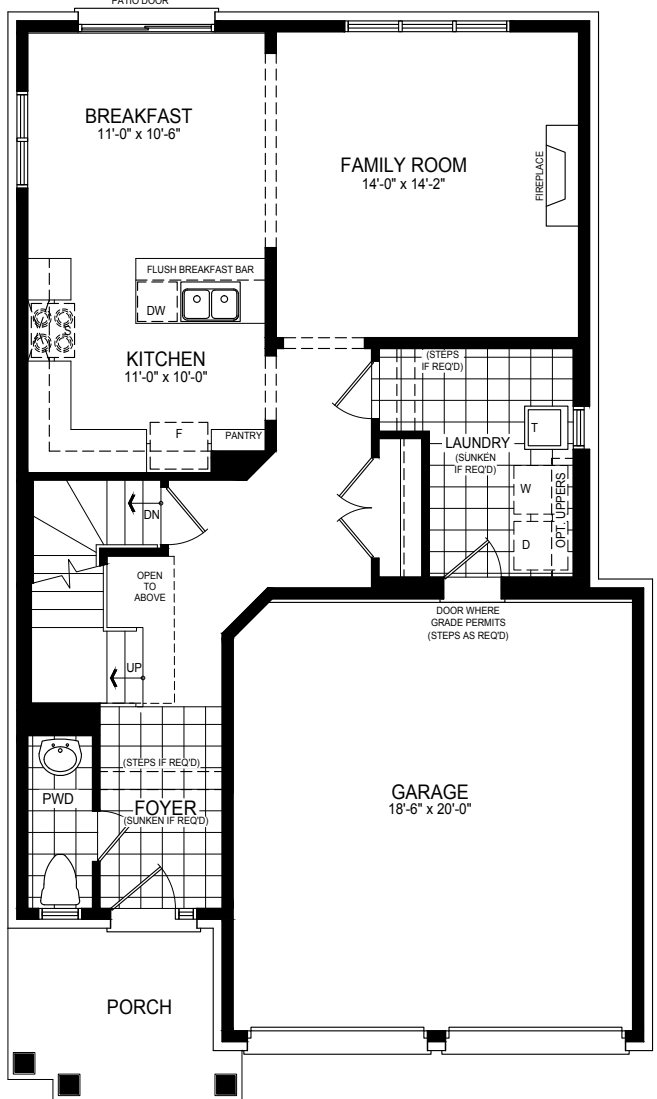 PATIO DOOR
BREAKFAST
11'-0" x 10'-6"
FAMILY ROOM
14'-0" x 14'-2"
FIREPLACE
FLUSH BREAKFAST BAR
DW
S
KITCHEN
11'-0" x 10'-0"
F
PANTRY
(STEPS
IF REQ'D)
LAUNDRY
(SUNKEN
IF REQ'D)
T
W
D
OPT. UPPERS
DN
OPEN
TO
ABOVE
UP
DOOR WHERE
GRADE PERMITS
(STEPS AS REQ'D)
(STEPS IF REQ'D)
PWD
FOYER
(SUNKEN IF REQ'D)
GARAGE
18'-6" x 20'-0"
PORCH